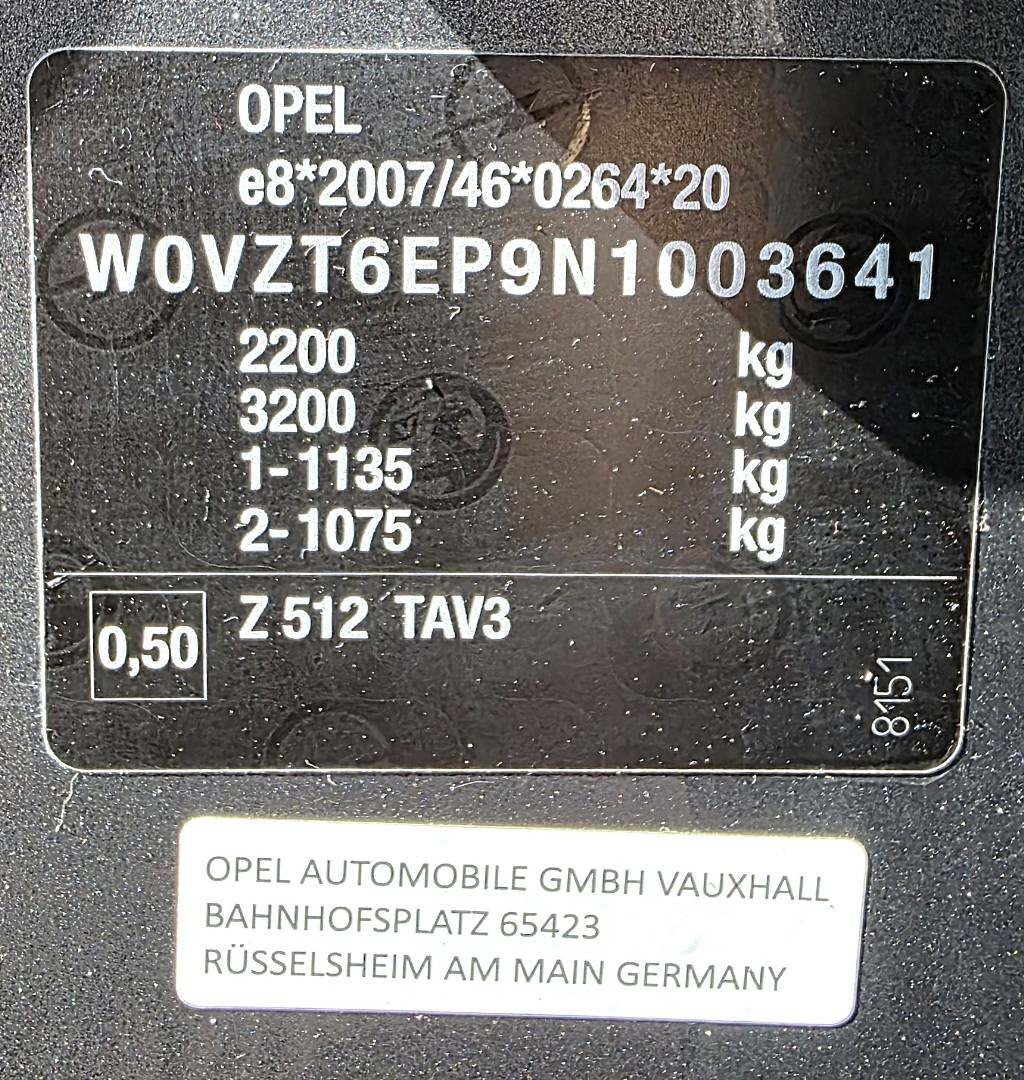 OPEL
e8*2007/46*0264*20
W0VZT6EP9N1003641
2200 kg
3200 kg
1-1135 kg
2-1075 kg
0,50 Z 512 TAV3
8151
OPEL AUTOMOBILE GMBH VAUXHALL
BAHNHOFSPLATZ 65423
RÜSSELSHEIM AM MAIN GERMANY